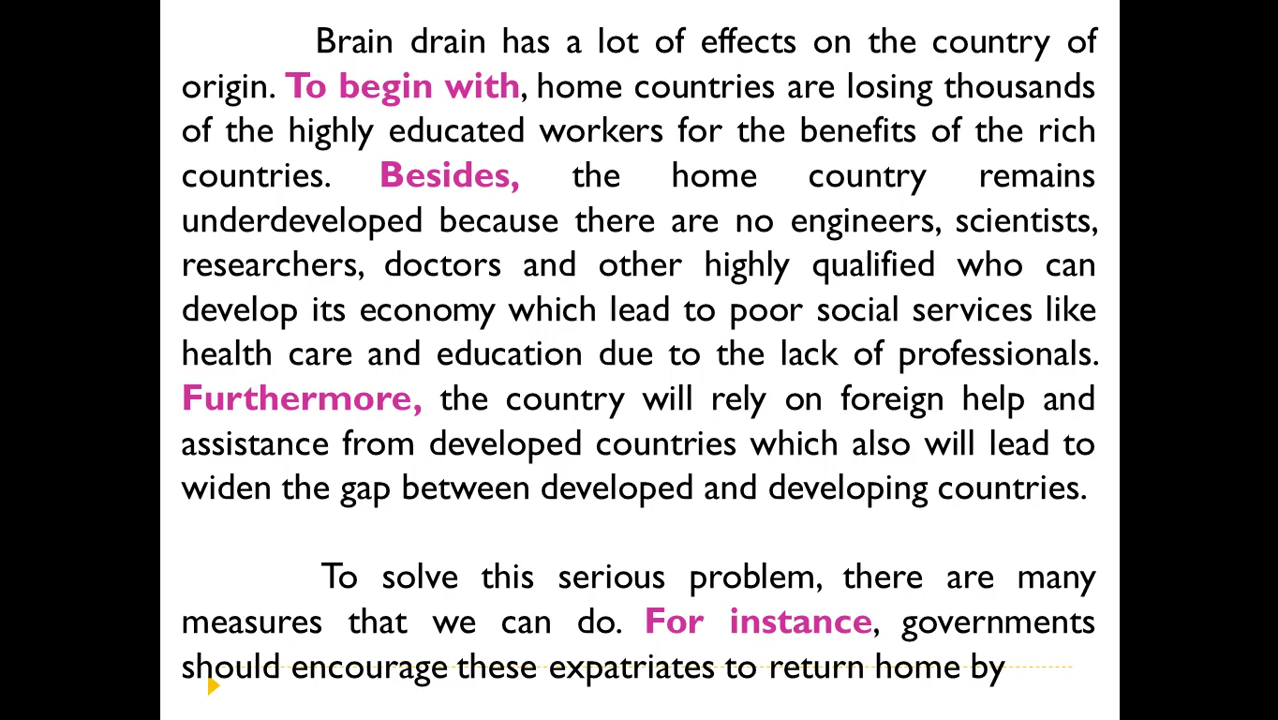 Brain drain has a lot of effects on the country of
origin. To begin with, home countries are losing thousands
of the highly educated workers for the benefits of the rich
countries. Besides, the home country remains
underdeveloped because there are no engineers, scientists,
researchers, doctors and other highly qualified who can
develop its economy which lead to poor social services like
health care and education due to the lack of professionals.
Furthermore, the country will rely on foreign help and
assistance from developed countries which also will lead to
widen the gap between developed and developing countries.
To solve this serious problem, there are many
measures that we can do. For instance, governments
should encourage these expatriates to return home by